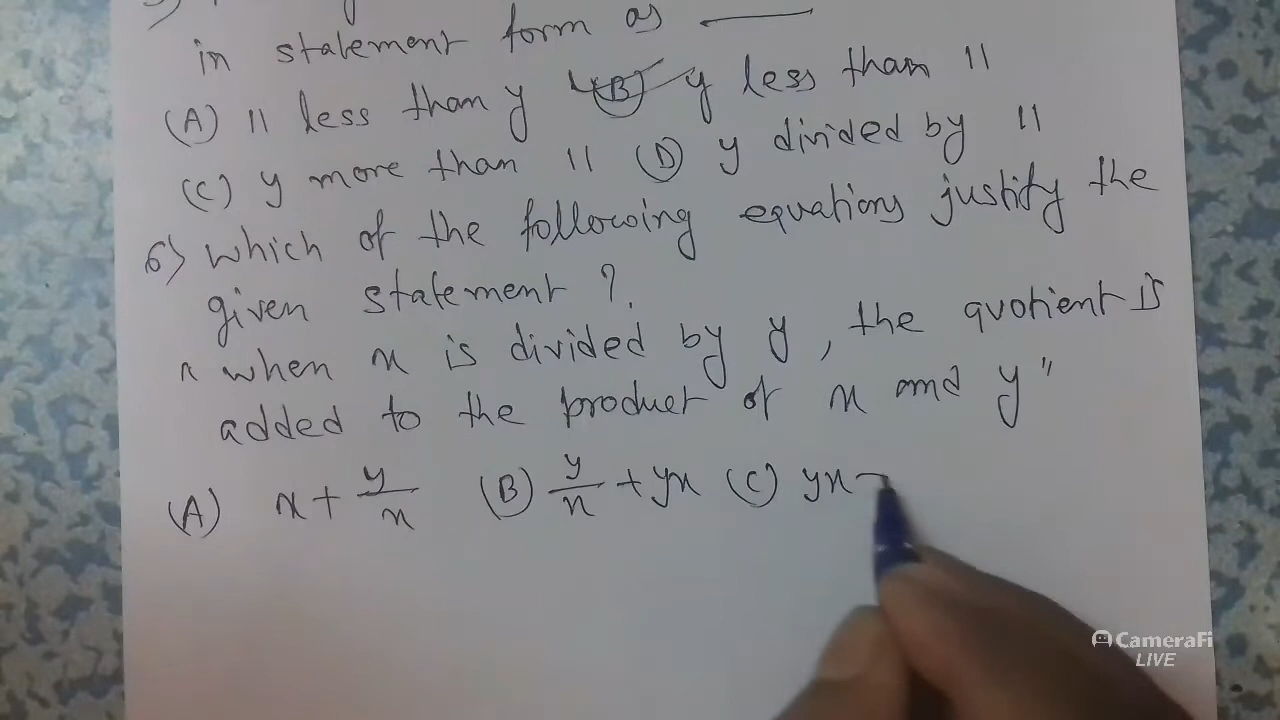 in statement form as ___
(A) 11 less than y (B) y less than 11
(C) y more than 11 (D) y divided by 11
6) which of the following equations justify the
given statement ?
" when x is divided by y, the quotient is
added to the product of x and y"
(A) x + y/x (B) y/x + yx (C) yx
CameraFi
LIVE